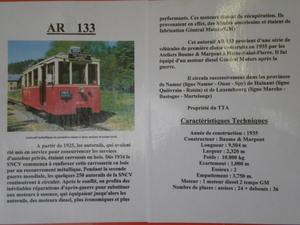 AR 133
A partir de 1925, les autorails, qui avaient
été mis en service pour concurrencer les services
d'autobus privés, étaient construits en bois. Dès 1934 la
SNCV commença à renforcer cette carrosserie en bois
par un recouvrement métallique. Pendant la seconde
guerre mondiale, les quelques 250 autorails de la SNCV
continuèrent à circuler. Après le conflit, on profita des
inévitables réparations d'après-guerre pour substituer
aux moteurs à essence, qui équipaient jusqu'alors les
autorails, des moteurs diesel, plus économiques et plus
performants. Ces moteurs étaient de récupération. Ils
provenaient en effet, des
fabrication Général Motors (GM)
Cet autorail AR 133 provient d'une série de
véhicules de première classe construits en 1935 par les
Ateliers Baume & Marpent à Haine-Saint-Pierre. Il fut
équipé d'un moteur diesel Général Motors après la
guerre.
Il circula successivement dans les provinces
de Namur (ligne Namur - Onoz - Spy) de Hainaut (ligne
Quiévrain - Roisin) et de Luxembourg (ligne Marche -
Bastogne - Martelange)
Propriété du TTA
Caractéristiques Techniques
Année de construction : 1935
Constructeur : Baume & Marpent
Longueur : 9,504 m
Largeur : 2,320 m
Poids : 10.800 kg
Ecartement : 1,000 m
Essieux : 2
Empattement : 3,750 m.
Moteur : 1 moteur diesel 2 temps GM
Nombre de places : assises : 24 + debouts : 36